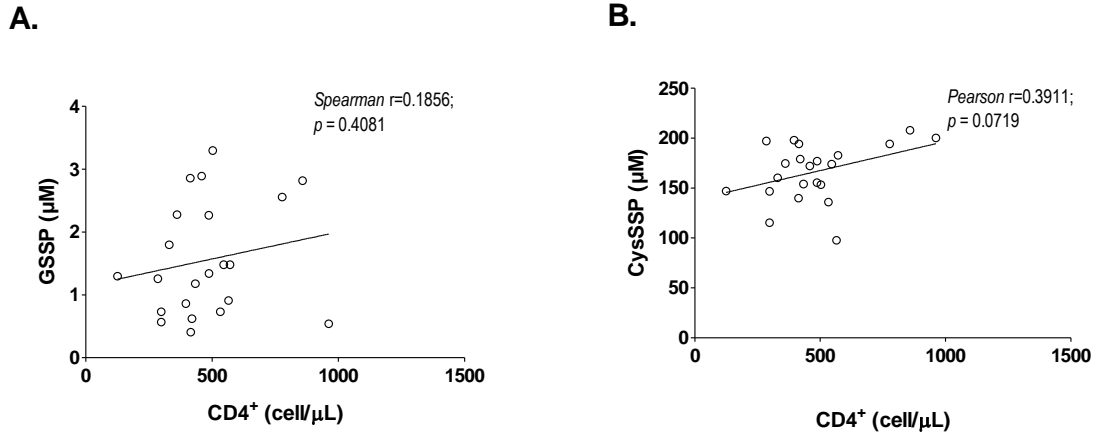 A.
Spearman r=0.1856;
p = 0.4081
4
3
2
1
0
GSSP (μM)
0 500 1000 1500
CD4⁺ (cell/μL)
B.
Pearson r=0.3911;
p = 0.0719
250
200
150
100
50
0
CysSSP (μM)
0 500 1000 1500
CD4⁺ (cell/μL)